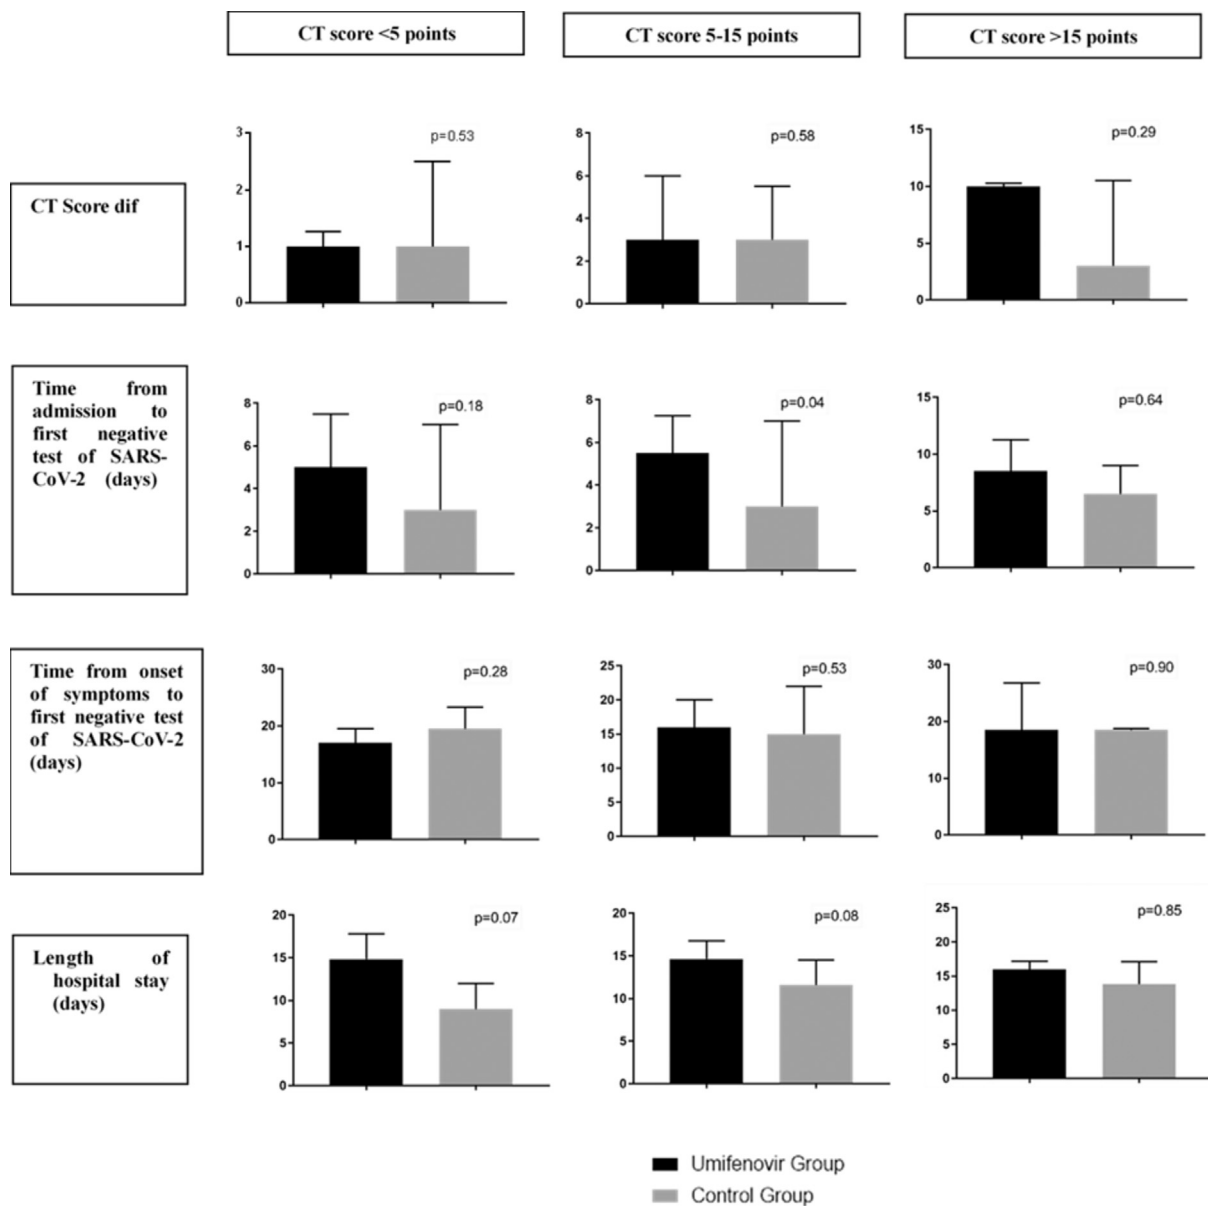 CT score <5 points
CT score 5-15 points
CT score >15 points
CT Score dif
3
2
1
0
p=0.53
8
6
4
2
0
p=0.58
15
10
5
0
p=0.29
Time from
admission to
first negative
test of SARS-
CoV-2 (days)
8
6
4
2
0
p=0.18
8
6
4
2
0
p=0.04
15
10
5
0
p=0.64
Time from onset
of symptoms to
first negative test
of SARS-CoV-2
(days)
30
20
10
0
p=0.28
25
20
15
10
5
0
p=0.53
30
20
10
0
p=0.90
Length of
hospital stay
(days)
20
15
10
5
0
p=0.07
20
15
10
5
0
p=0.08
25
20
15
10
5
0
p=0.85
Umifenovir Group
Control Group